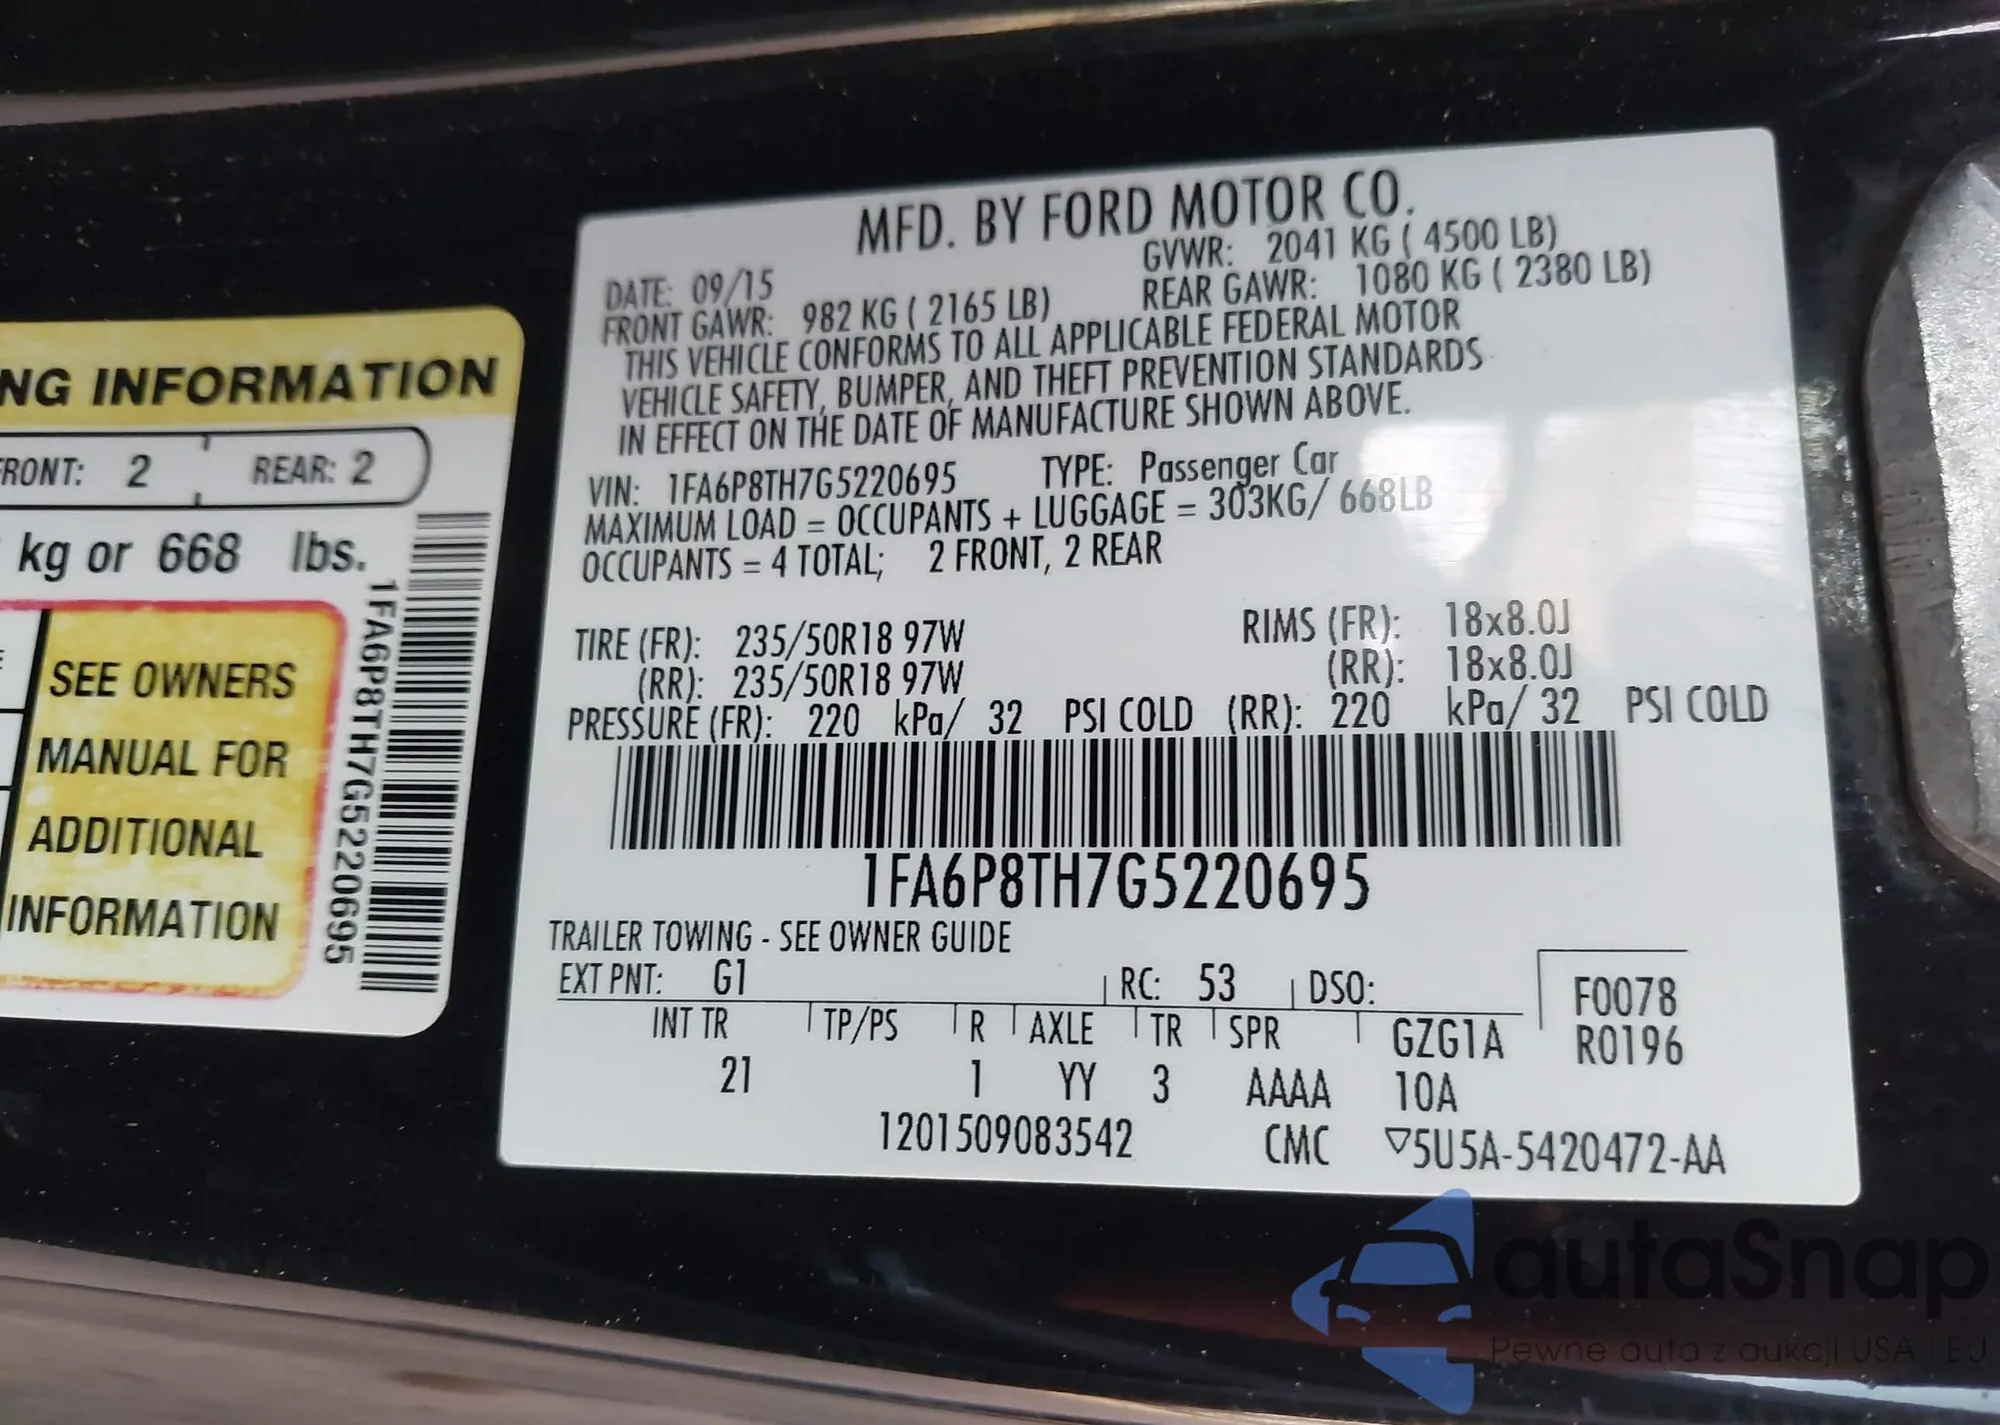 NG INFORMATION
RONT: 2 REAR: 2
kg or 668 lbs.
SEE OWNERS
MANUAL FOR
ADDITIONAL
INFORMATION
1FA6P8TH7G5220695
MFD. BY FORD MOTOR CO.
DATE: 09/15 GVWR: 2041 KG ( 4500 LB)
FRONT GAWR: 982 KG ( 2165 LB) REAR GAWR: 1080 KG ( 2380 LB)
THIS VEHICLE CONFORMS TO ALL APPLICABLE FEDERAL MOTOR
VEHICLE SAFETY, BUMPER, AND THEFT PREVENTION STANDARDS
IN EFFECT ON THE DATE OF MANUFACTURE SHOWN ABOVE.
VIN: 1FA6P8TH7G5220695 TYPE: Passenger Car
MAXIMUM LOAD = OCCUPANTS + LUGGAGE = 303KG/ 668LB
OCCUPANTS = 4 TOTAL; 2 FRONT, 2 REAR
TIRE (FR): 235/50R18 97W RIMS (FR): 18x8.0J
(RR): 235/50R18 97W (RR): 18x8.0J
PRESSURE (FR): 220 kPa/ 32 PSI COLD (RR): 220 kPa/ 32 PSI COLD
1FA6P8TH7G5220695
TRAILER TOWING - SEE OWNER GUIDE
EXT PNT: G1 RC: 53 DSO: F0078
INT TR TP/PS R AXLE TR SPR GZG1A R0196
21 1 YY 3 AAAA 10A
1201509083542 CMC ▽5U5A-5420472-AA
autaSnap
Pewne auta z aukcji USA i EU